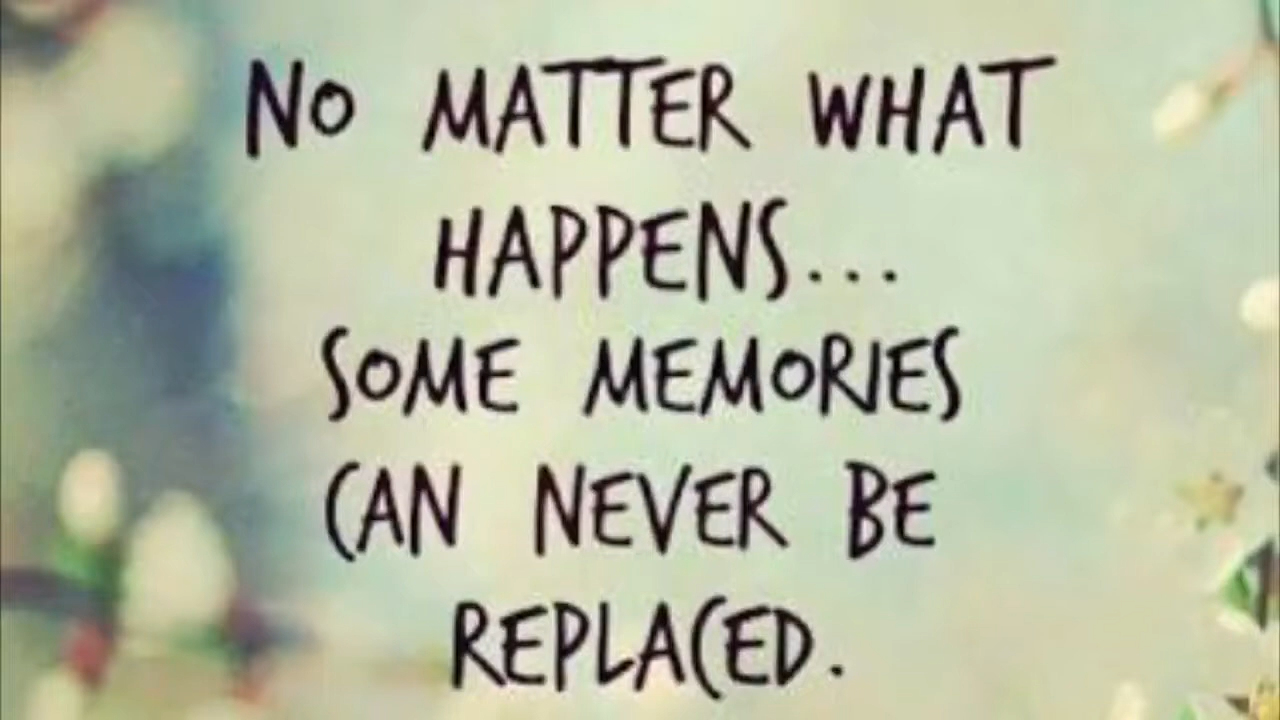 NO MATTER WHAT
HAPPENS...
SOME MEMORIES
CAN NEVER BE
REPLACED.